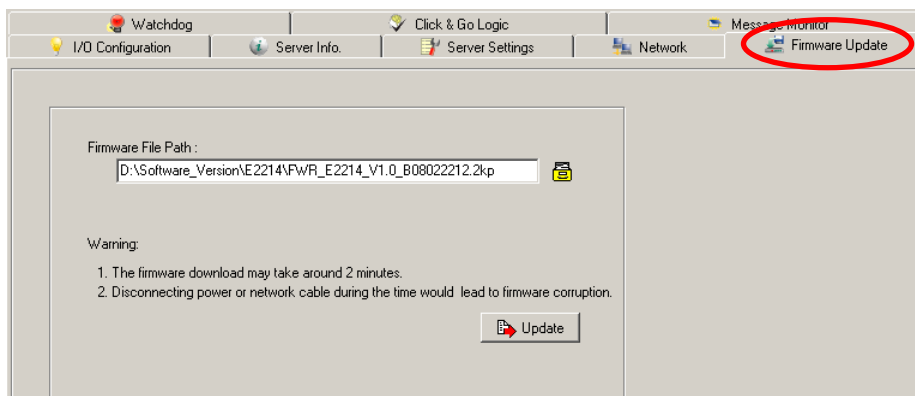 Watchdog Click & Go Logic Message Monitor
I/O Configuration Server Info. Server Settings Network Firmware Update
Firmware File Path :
D:\Software_Version\E2214\FWR_E2214_V1.0_B08022212.2kp
Warning:
1. The firmware download may take around 2 minutes.
2. Disconnecting power or network cable during the time would lead to firmware corruption.
Update